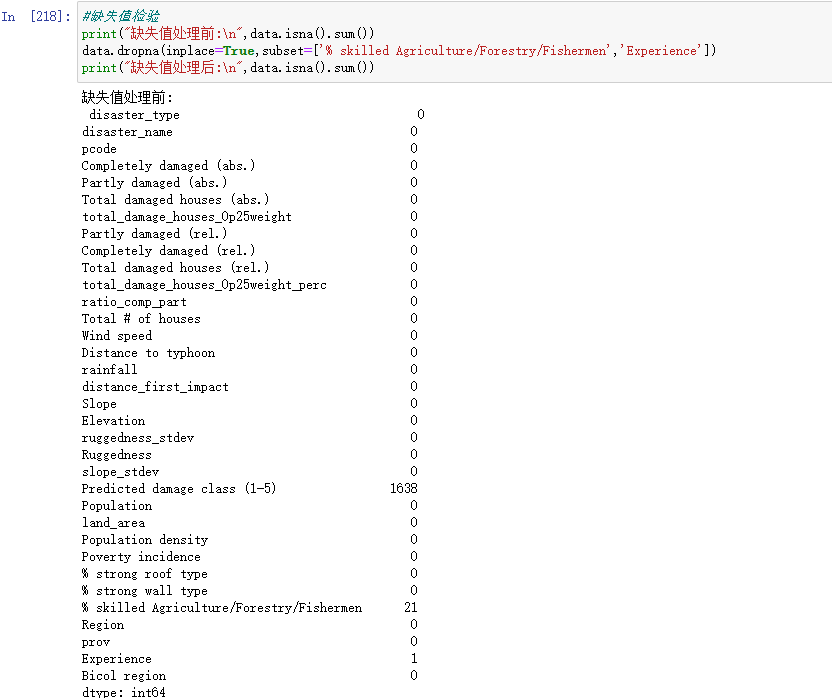 In [218]: #缺失值检验
print("缺失值处理前:\n",data.isna().sum())
data.dropna(inplace=True,subset=['% skilled Agriculture/Forestry/Fishermen','Experience'])
print("缺失值处理后:\n",data.isna().sum())
缺失值处理前:
disaster_type 0
disaster_name 0
pcode 0
Completely damaged (abs.) 0
Partly damaged (abs.) 0
Total damaged houses (abs.) 0
total_damage_houses_0p25weight 0
Partly damaged (rel.) 0
Completely damaged (rel.) 0
Total damaged houses (rel.) 0
total_damage_houses_0p25weight_perc 0
ratio_comp_part 0
Total # of houses 0
Wind speed 0
Distance to typhoon 0
rainfall 0
distance_first_impact 0
Slope 0
Elevation 0
ruggedness_stdev 0
Ruggedness 0
slope_stdev 0
Predicted damage class (1-5) 1638
Population 0
land_area 0
Population density 0
Poverty incidence 0
% strong roof type 0
% strong wall type 0
% skilled Agriculture/Forestry/Fishermen 21
Region 0
prov 0
Experience 1
Bicol region 0
dtype: int64